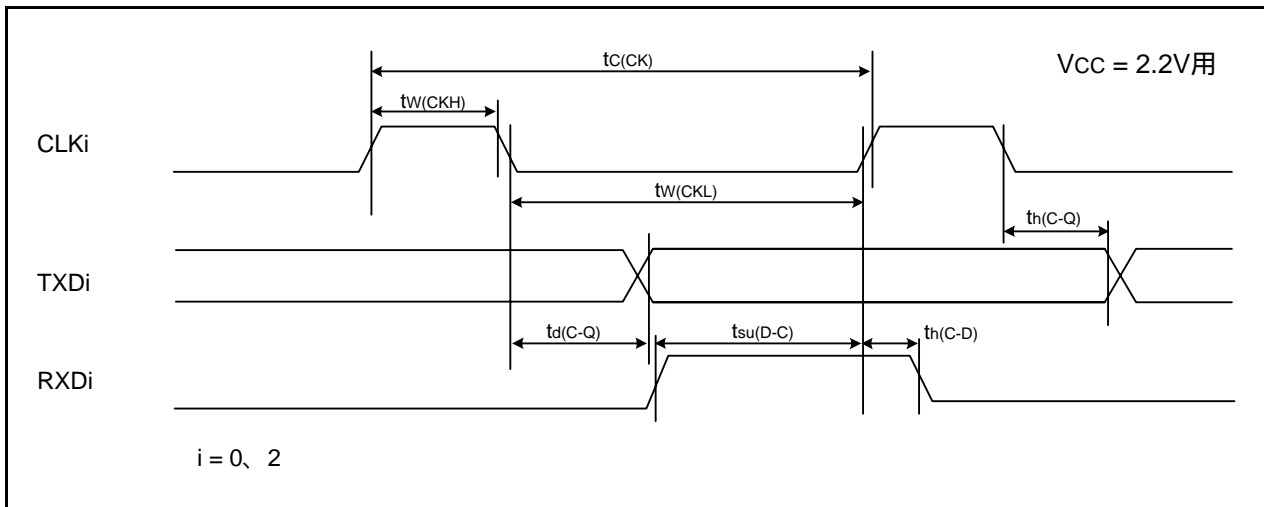 tC(CK)
VCC = 2.2V用
tW(CKH)
CLKi
tW(CKL)
th(C-Q)
TXDi
td(C-Q)
tsu(D-C)
th(C-D)
RXDi
i = 0、2